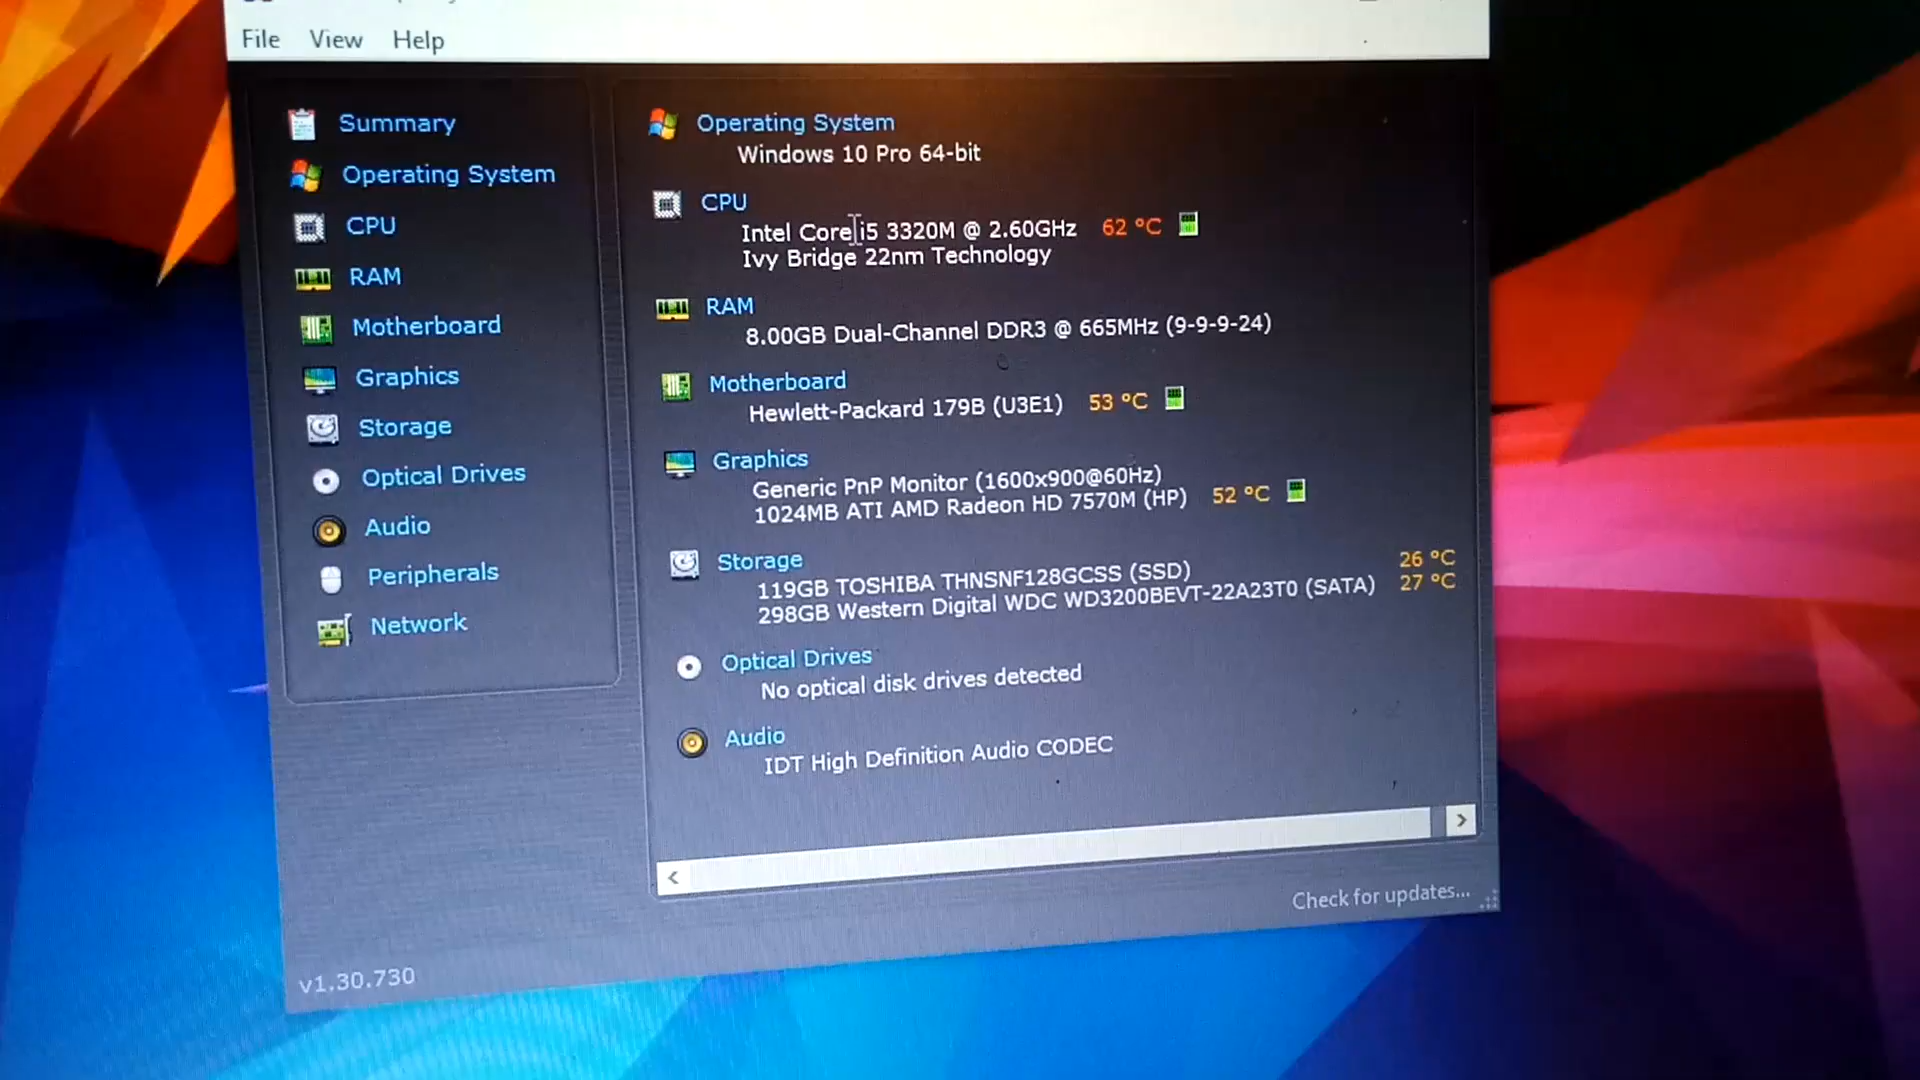 File View Help
Summary
Operating System
CPU
RAM
Motherboard
Graphics
Storage
Optical Drives
Audio
Peripherals
Network
Operating System
Windows 10 Pro 64-bit
CPU
Intel Core i5 3320M @ 2.60GHz 62 °C
Ivy Bridge 22nm Technology
RAM
8.00GB Dual-Channel DDR3 @ 665MHz (9-9-9-24)
Motherboard
Hewlett-Packard 179B (U3E1) 53 °C
Graphics
Generic PnP Monitor (1600x900@60Hz)
1024MB ATI AMD Radeon HD 7570M (HP) 52 °C
Storage
119GB TOSHIBA THNSNF128GCSS (SSD) 26 °C
298GB Western Digital WDC WD3200BEVT-22A23T0 (SATA) 27 °C
Optical Drives
No optical disk drives detected
Audio
IDT High Definition Audio CODEC
Check for updates...
v1.30.730